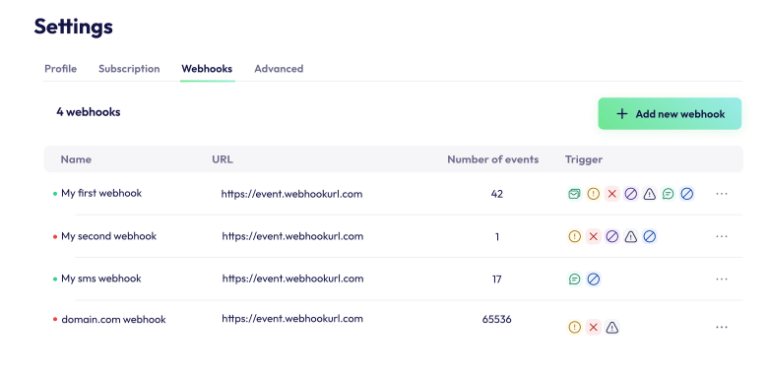 Settings
Profile Subscription Webhooks Advanced
4 webhooks
+ Add new webhook
Name URL Number of events Trigger
My first webhook https://event.webhookurl.com 42 ...
My second webhook https://event.webhookurl.com 1 ...
My sms webhook https://event.webhookurl.com 17 ...
domain.com webhook https://event.webhookurl.com 65536 ...